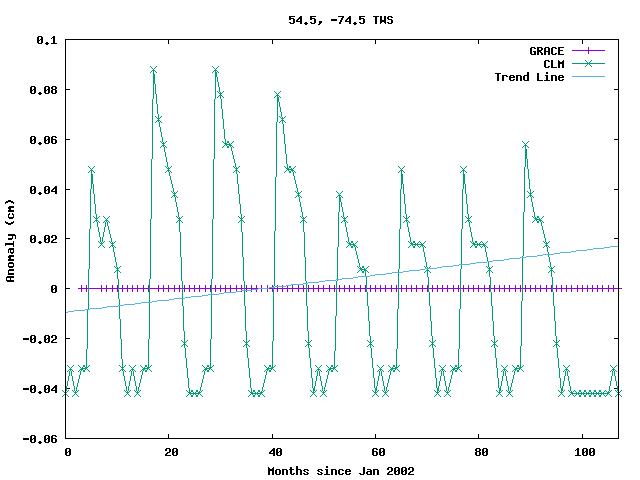 54.5, -74.5 TWS
GRACE
CLM
Trend Line
Anomaly (cm)
0.1
0.08
0.06
0.04
0.02
0
-0.02
-0.04
-0.06
0 20 40 60 80 100
Months since Jan 2002